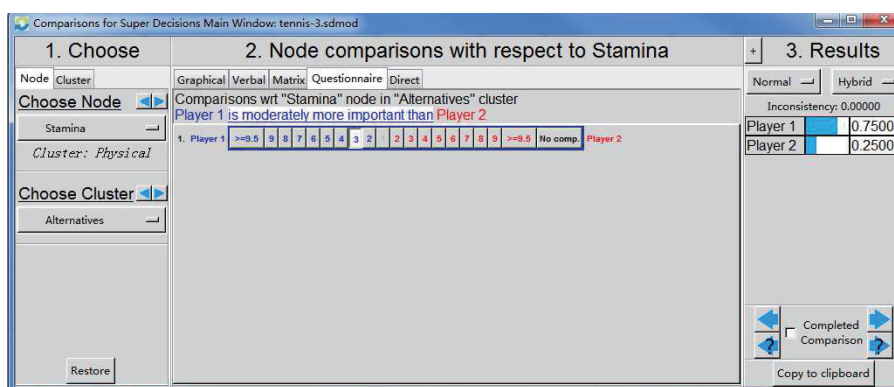 Comparisons for Super Decisions Main Window: tennis-3.sdmod
1. Choose
Node Cluster
Choose Node
Stamina
Cluster: Physical
Choose Cluster
Alternatives
Restore
2. Node comparisons with respect to Stamina
Graphical Verbal Matrix Questionnaire Direct
Comparisons wrt "Stamina" node in "Alternatives" cluster
Player 1 is moderately more important than Player 2
1. Player 1 >=9.5 9 8 7 6 5 4 3 2 1 2 3 4 5 6 7 8 9 >=9.5 No comp. Player 2
+ 3. Results
Normal Hybrid
Inconsistency: 0.00000
Player 1 0.7500
Player 2 0.2500
Completed
Comparison
Copy to clipboard